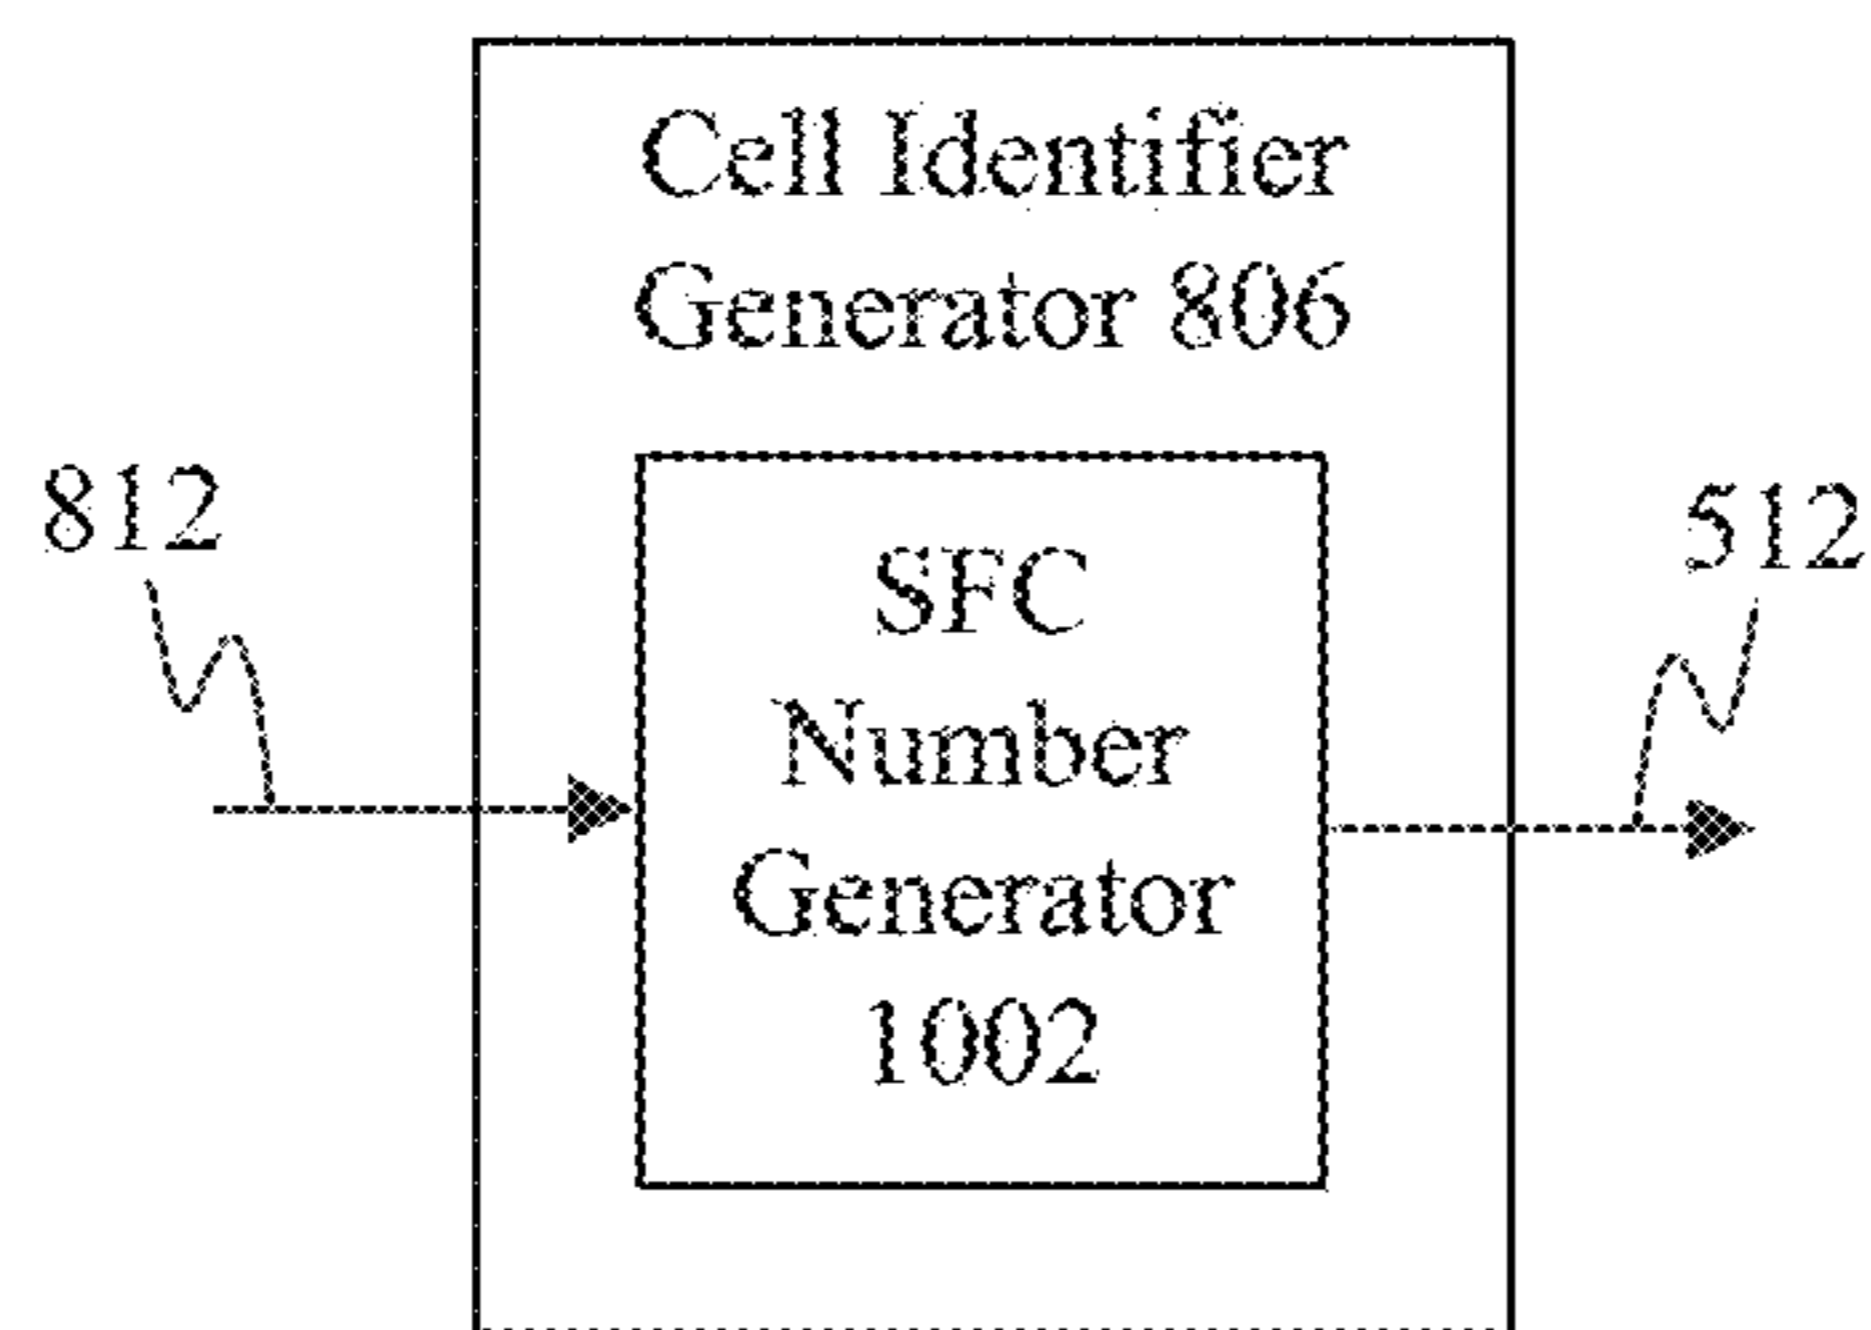 Cell Identifier
Generator 806
812
512
SFC
Number
Generator
1002